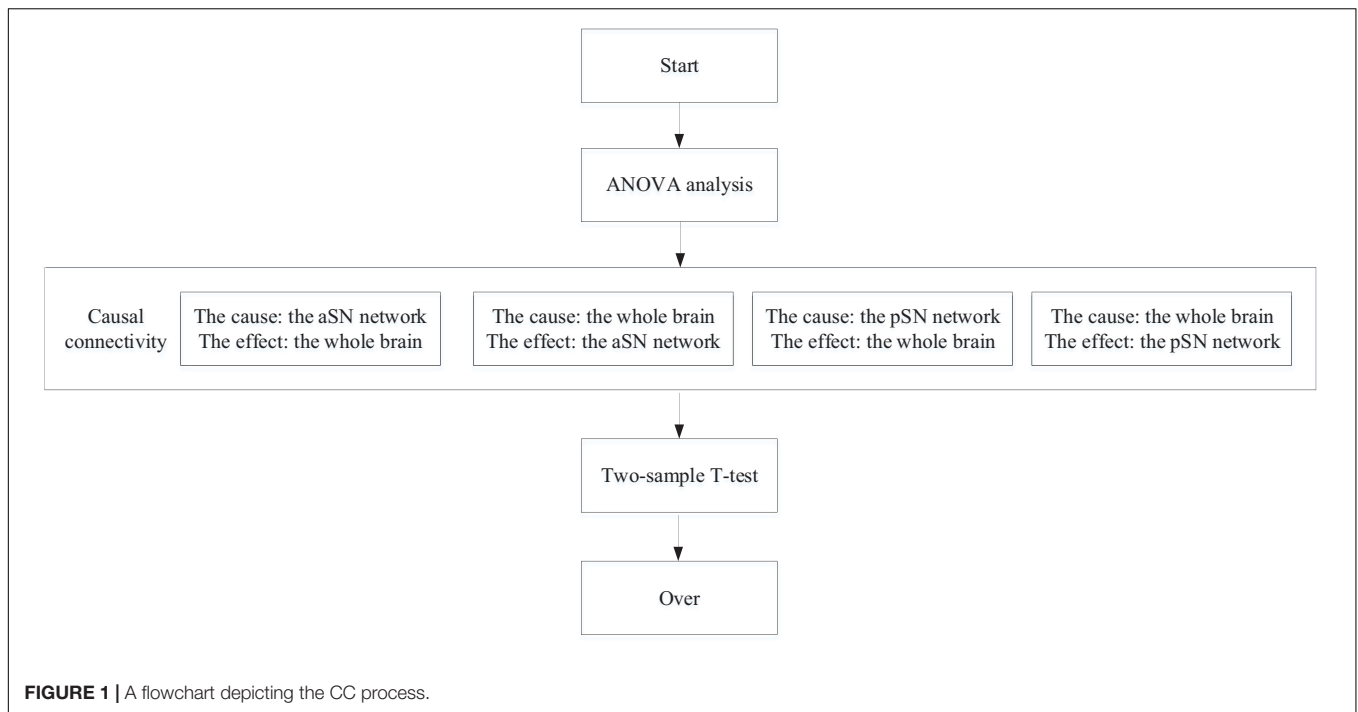 Start
ANOVA analysis
Causal
connectivity
The cause: the aSN network
The effect: the whole brain
The cause: the whole brain
The effect: the aSN network
The cause: the pSN network
The effect: the whole brain
The cause: the whole brain
The effect: the pSN network
Two-sample T-test
Over
FIGURE 1 | A flowchart depicting the CC process.